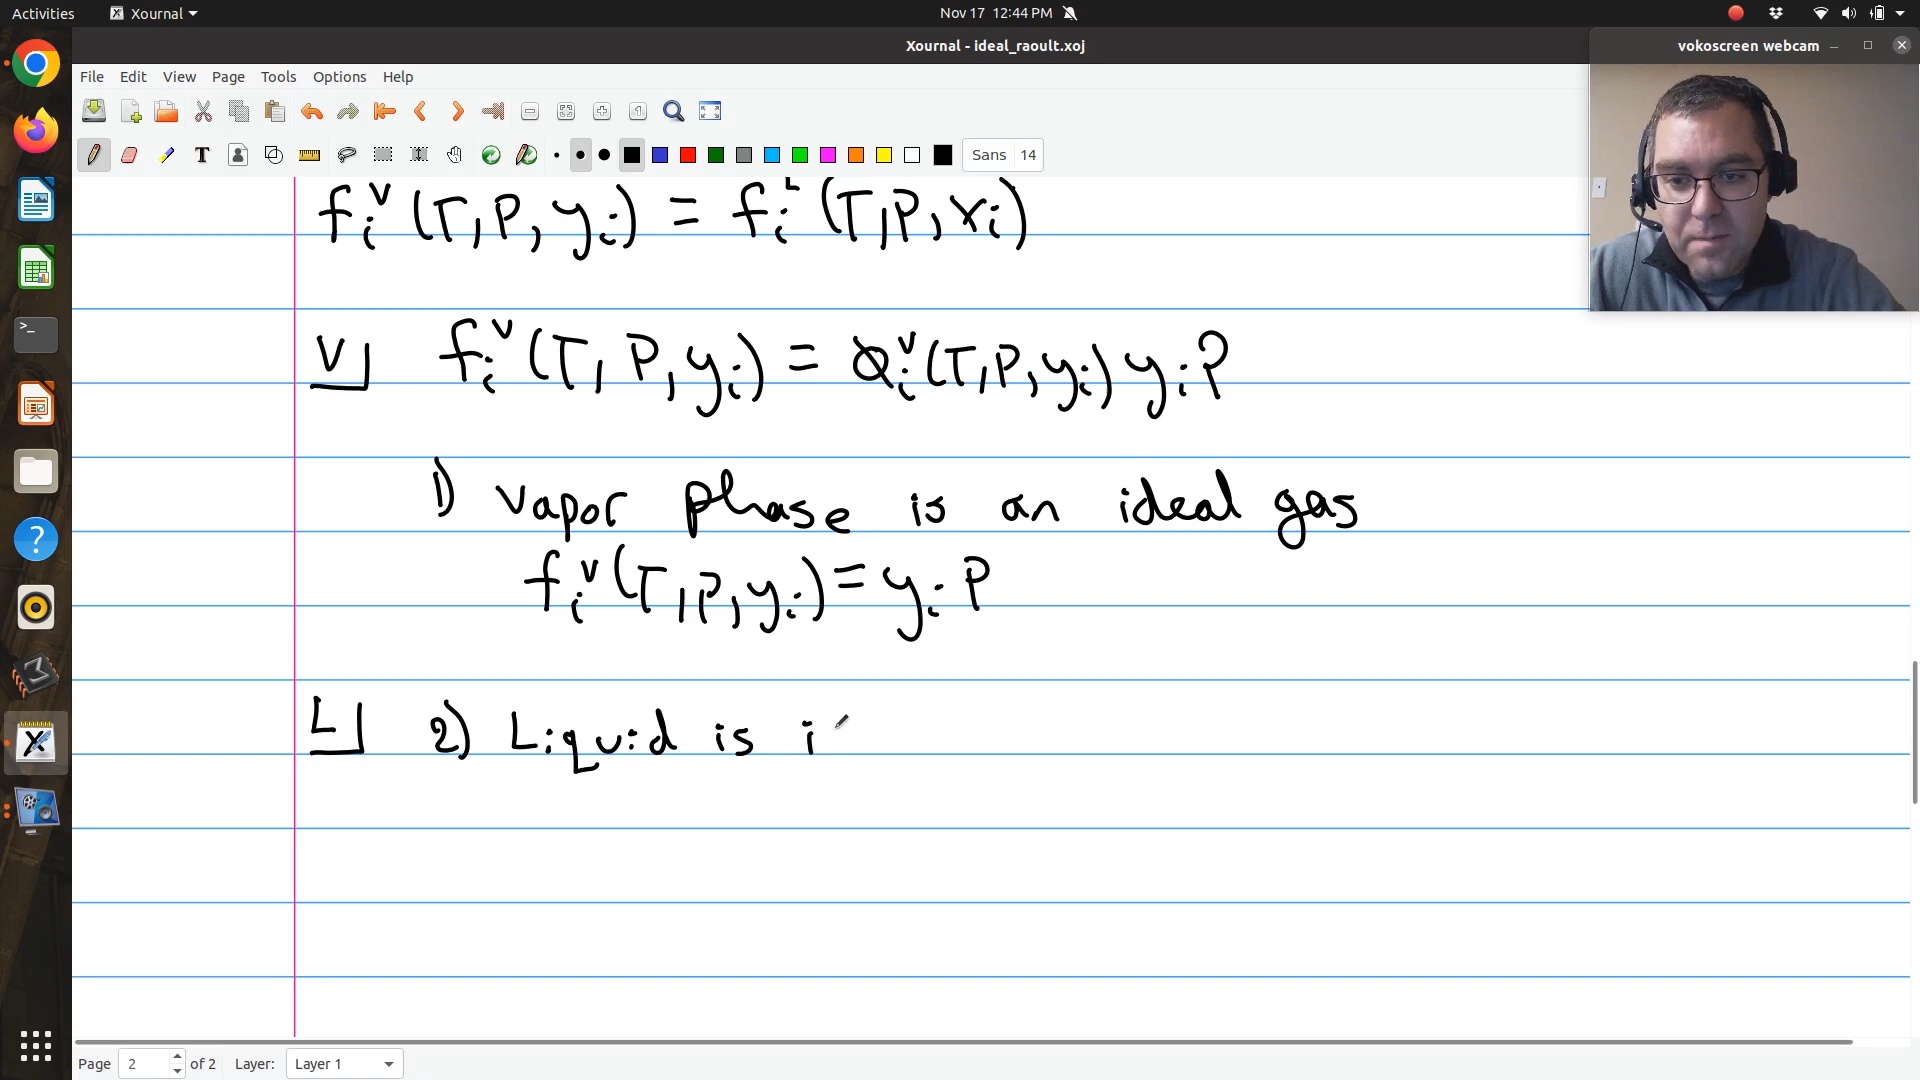 Activities Xournal Nov 17 12:44 PM
Xournal - ideal_raoult.xoj
vokoscreen webcam
File Edit View Page Tools Options Help
Sans 14
fᵢⱽ(T,P,yᵢ) = fᵢᴸ(T,P,xᵢ)
V fᵢⱽ(T,P,yᵢ) = Φᵢⱽ(T,P,yᵢ) yᵢP
1) vapor phase is an ideal gas
fᵢⱽ(T,P,yᵢ) = yᵢP
L 2) Liquid is i
Page 2 of 2 Layer: Layer 1